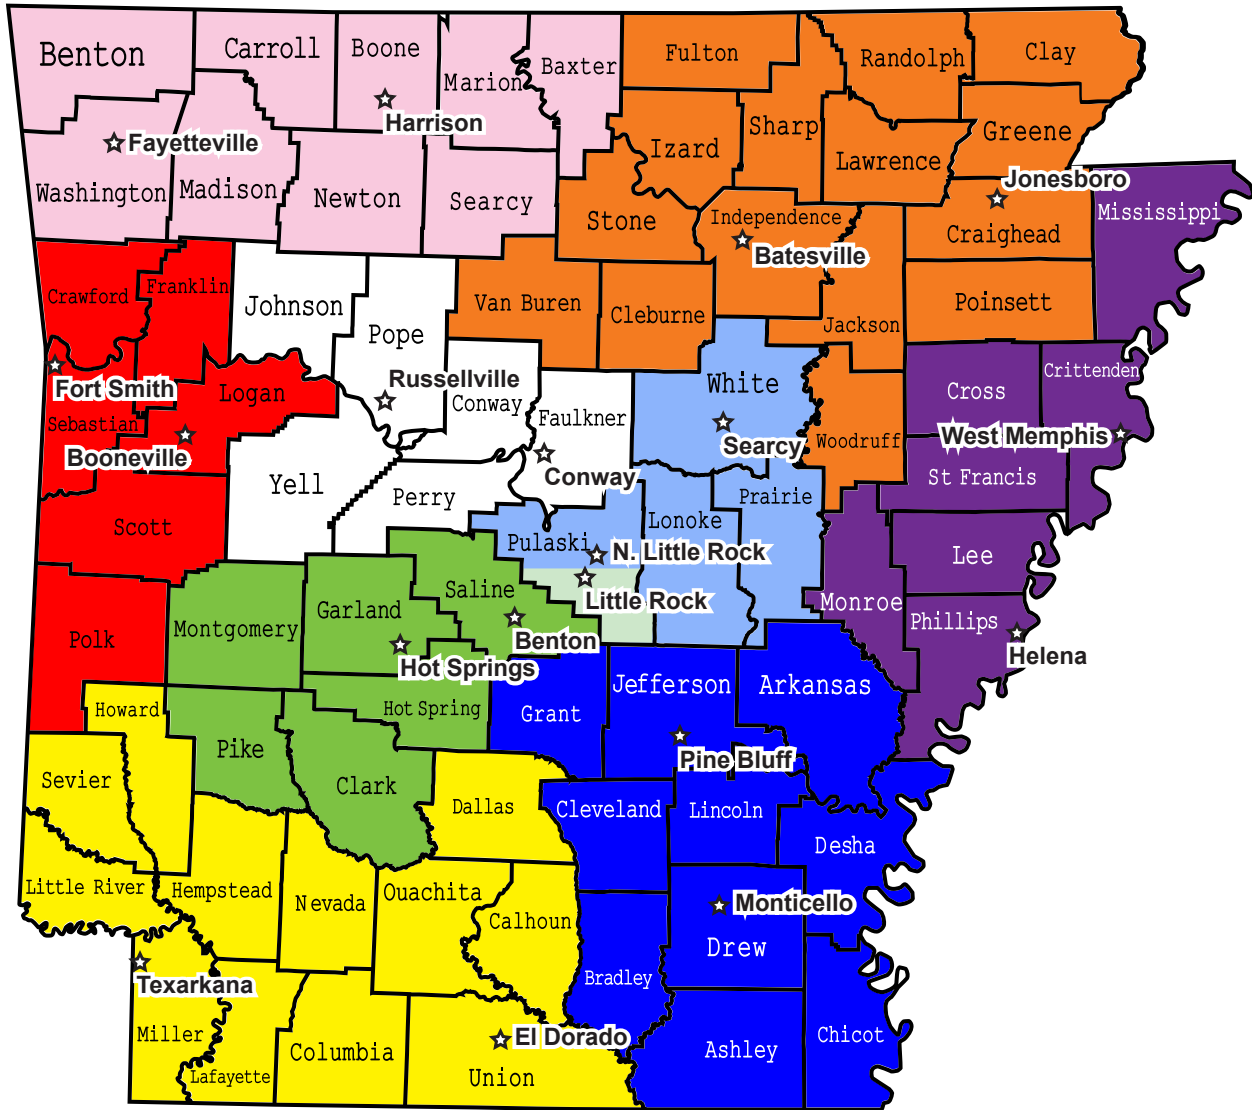 Benton
Carroll
Boone
Marion
Baxter
Fulton
Randolph
Clay
Harrison
Fayetteville
Washington
Madison
Newton
Searcy
Izard
Sharp
Lawrence
Greene
Stone
Independence
Batesville
Jonesboro
Craighead
Mississippi
Crawford
Franklin
Johnson
Pope
Van Buren
Cleburne
Jackson
Poinsett
Fort Smith
Logan
Russellville
Conway
Faulkner
White
Cross
Crittenden
Sebastian
Booneville
Searcy
Woodruff
West Memphis
Yell
Perry
Conway
Prairie
St Francis
Scott
Pulaski
N. Little Rock
Lonoke
Lee
Polk
Montgomery
Garland
Saline
Little Rock
Monroe
Phillips
Benton
Hot Springs
Helena
Howard
Hot Spring
Grant
Jefferson
Arkansas
Sevier
Pike
Clark
Pine Bluff
Dallas
Cleveland
Lincoln
Desha
Little River
Hempstead
Nevada
Ouachita
Calhoun
Monticello
Drew
Bradley
Texarkana
Miller
Lafayette
Columbia
El Dorado
Union
Ashley
Chicot